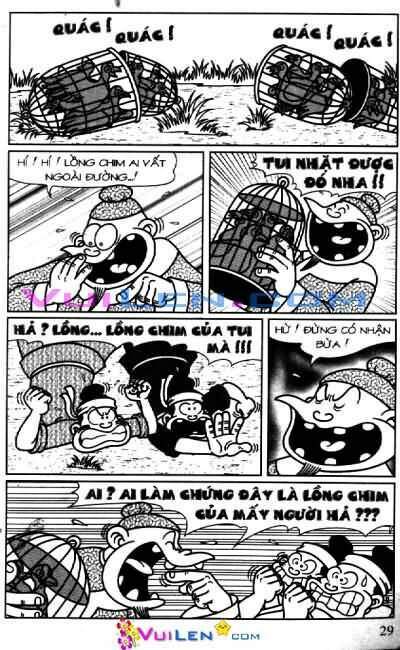 QUÁC !
QUÁC !
QUÁC !
QUÁC !
HÍ ! HÍ ! LỒNG CHIM AI VẤT
NGOÀI ĐƯỜNG...!
TUI NHẶT ĐƯỢC
ĐÓ NHA !!
VUILEN.COM
HẢ ? LỒNG... LỒNG CHIM CỦA TUI
MÀ !!!
HỪ ! ĐỪNG CÓ NHẬN
BỪA !
AI ? AI LÀM CHỨNG ĐÂY LÀ LỒNG CHIM
CỦA MẤY NGƯỜI HẢ ???
29
VUILEN.COM